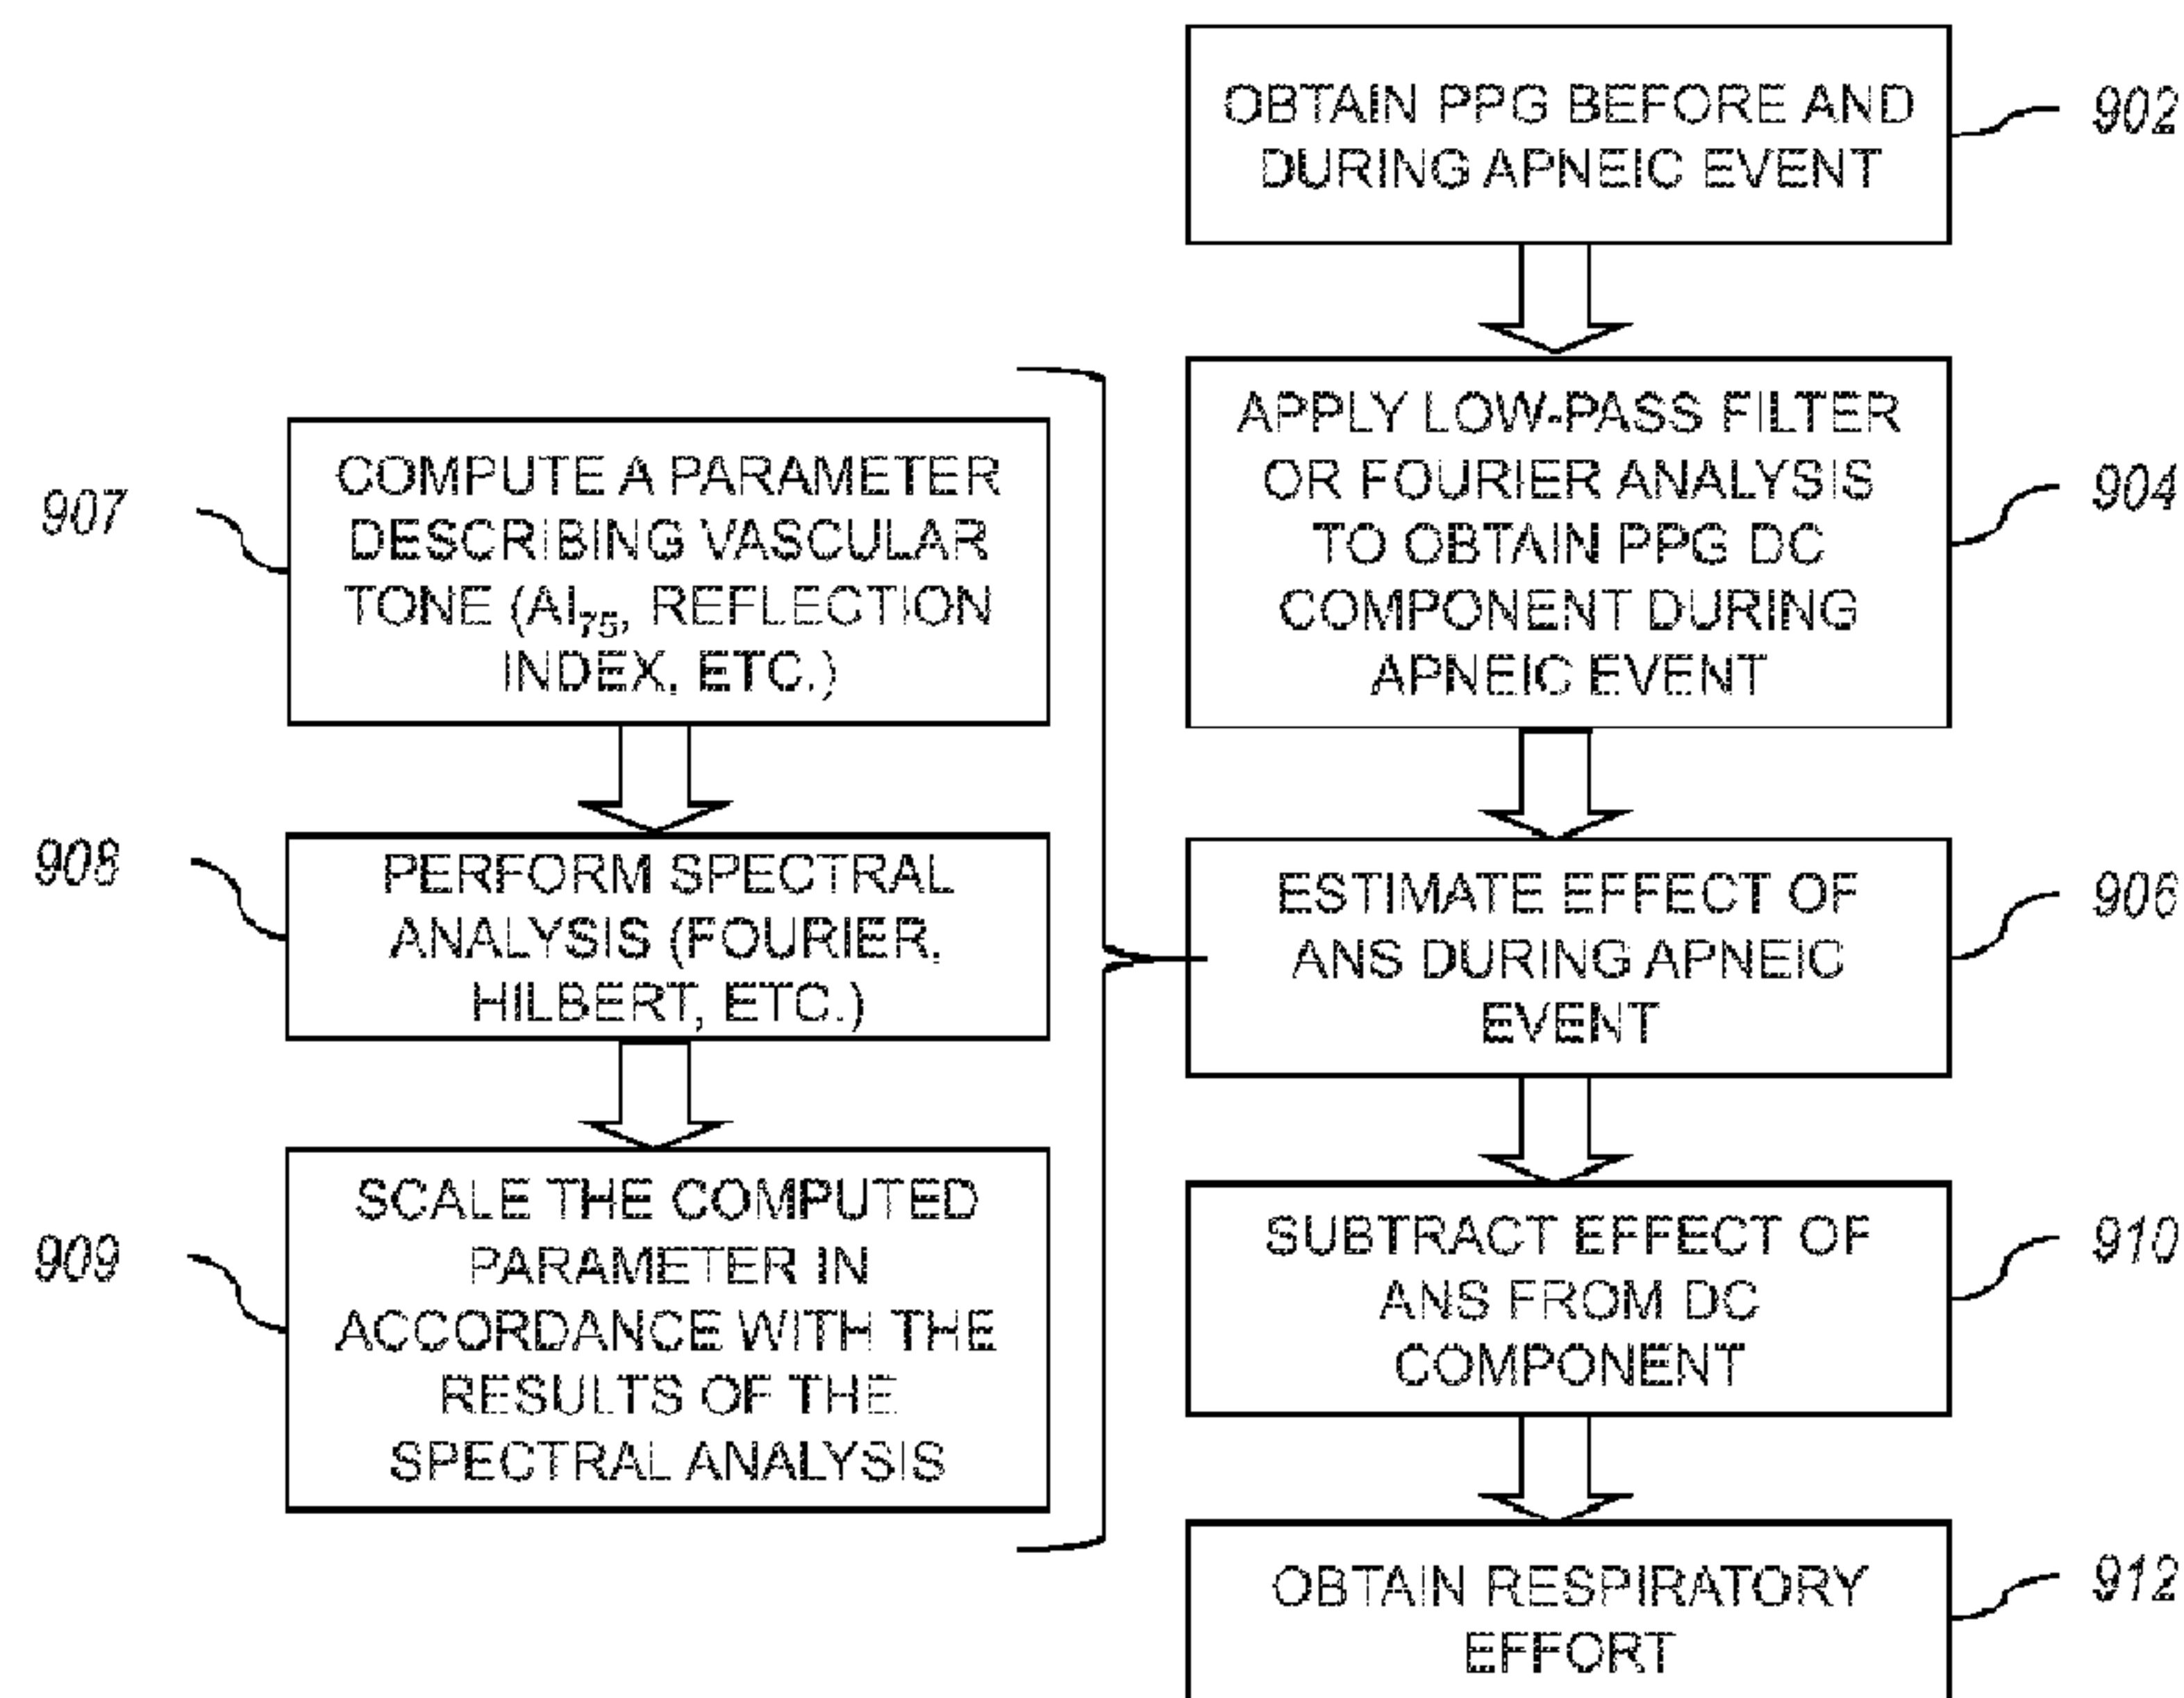 OBTAIN PPG BEFORE AND
DURING APNEIC EVENT
902
APPLY LOW-PASS FILTER
OR FOURIER ANALYSIS
TO OBTAIN PPG DC
COMPONENT DURING
APNEIC EVENT
904
ESTIMATE EFFECT OF
ANS DURING APNEIC
EVENT
906
907
COMPUTE A PARAMETER
DESCRIBING VASCULAR
TONE (AI75, REFLECTION
INDEX, ETC.)
908
PERFORM SPECTRAL
ANALYSIS (FOURIER,
HILBERT, ETC.)
909
SCALE THE COMPUTED
PARAMETER IN
ACCORDANCE WITH THE
RESULTS OF THE
SPECTRAL ANALYSIS
SUBTRACT EFFECT OF
ANS FROM DC
COMPONENT
910
OBTAIN RESPIRATORY
EFFORT
912